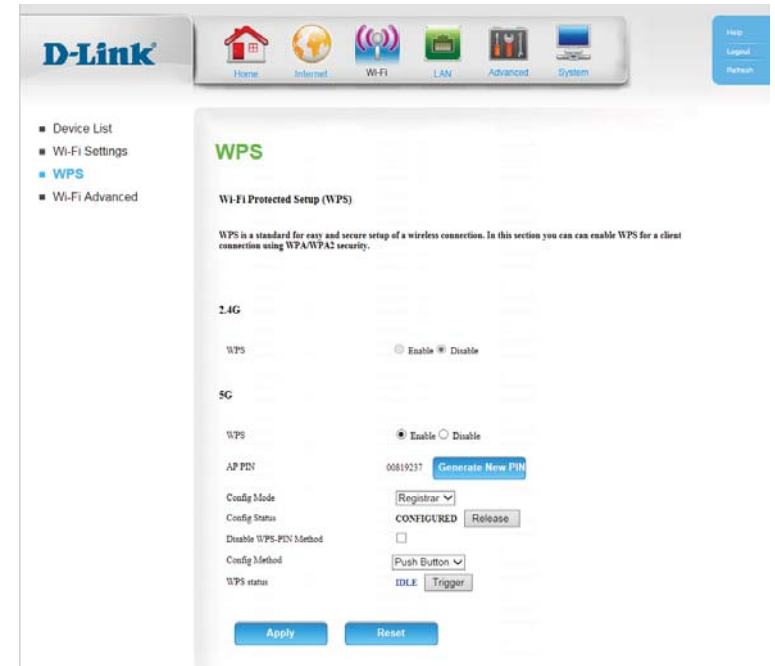 D-Link
Home
Internet
Wi-Fi
LAN
Advanced
System
Help
Logout
Refresh
Device List
Wi-Fi Settings
WPS
Wi-Fi Advanced
WPS
Wi-Fi Protected Setup (WPS)
WPS is a standard for easy and secure setup of a wireless connection. In this section you can can enable WPS for a client
connection using WPA/WPA2 security.
2.4G
WPS Enable Disable
5G
WPS Enable Disable
AP PIN 00819237 Generate New PIN
Config Mode Registrar
Config Status CONFIGURED Release
Disable WPS-PIN Method
Config Method Push Button
WPS status IDLE Trigger
Apply Reset